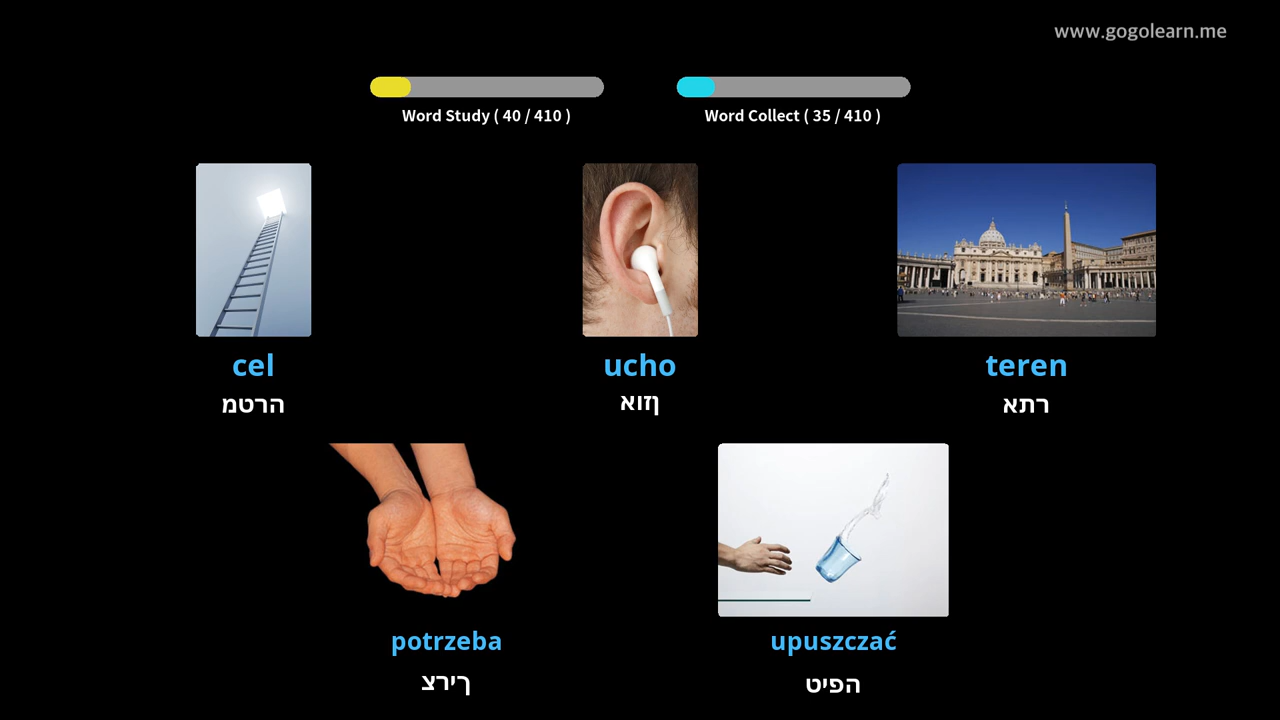 www.gogolearn.me
Word Study ( 40 / 410 )
Word Collect ( 35 / 410 )
cel
הרטמ
ucho
ןזוא
teren
רתא
potrzeba
ךירצ
upuszczać
הפיט